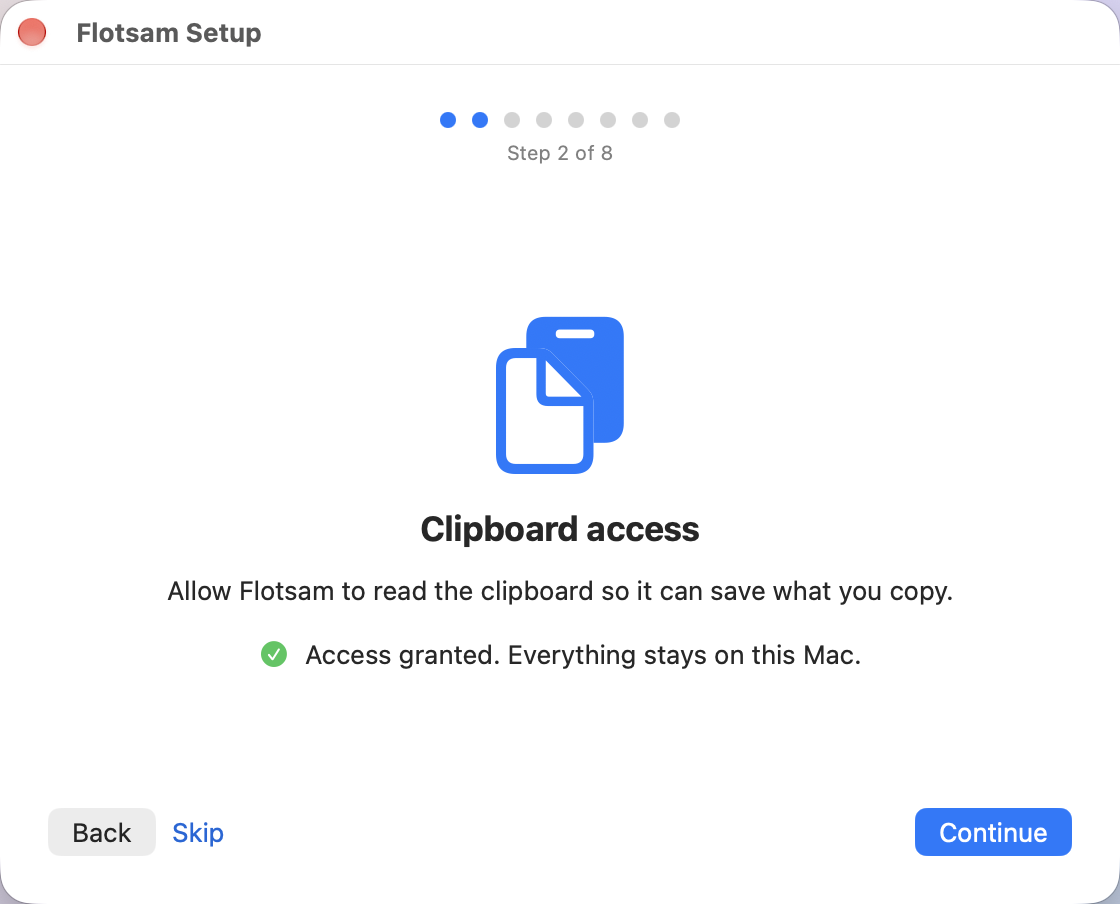 Flotsam Setup
Step 2 of 8
Clipboard access
Allow Flotsam to read the clipboard so it can save what you copy.
Access granted. Everything stays on this Mac.
Back
Skip
Continue